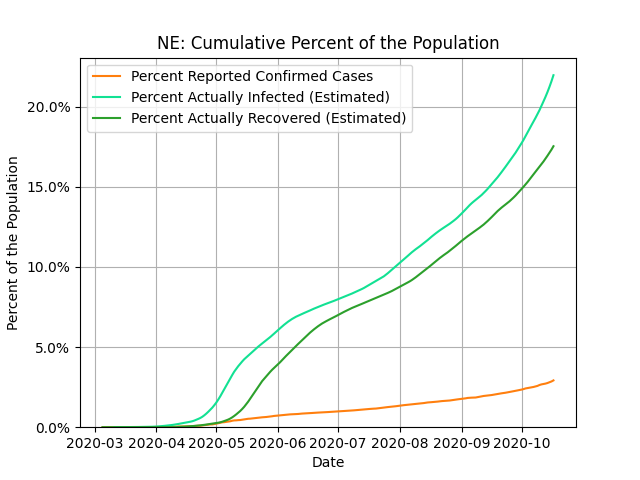 NE: Cumulative Percent of the Population
Percent Reported Confirmed Cases
Percent Actually Infected (Estimated)
Percent Actually Recovered (Estimated)
Percent of the Population
20.0%
15.0%
10.0%
5.0%
0.0%
2020-03 2020-04 2020-05 2020-06 2020-07 2020-08 2020-09 2020-10
Date